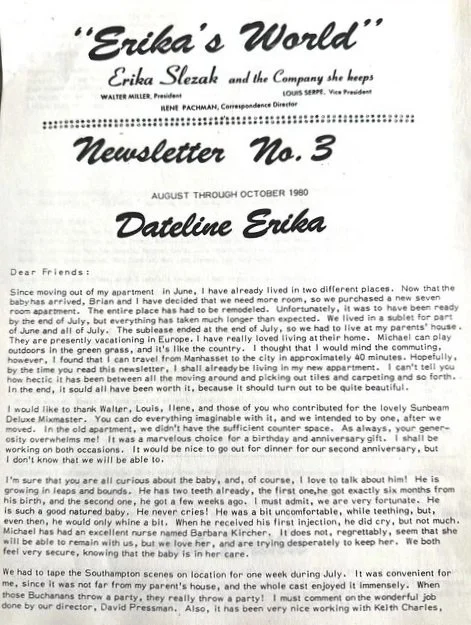 "Erika's World"
Erika Slezak and the Company she keeps
WALTER MILLER, President LOUIS SERPE, Vice President
ILENE PACHMAN, Correspondence Director
Newsletter No. 3
AUGUST THROUGH OCTOBER 1980
Dateline Erika
Dear Friends:
Since moving out of my apartment in June, I have already lived in two different places. Now that the
baby has arrived, Brian and I have decided that we need more room, so we purchased a new seven
room apartment. The entire place has had to be remodeled. Unfortunately, it was to have been ready
by the end of July, but everything has taken much longer than expected. We lived in a sublet for part
of June and all of July. The sublease ended at the end of July, so we had to live at my parents' house.
They are presently vacationing in Europe. I have really loved living at their home. Michael can play
outdoors in the green grass, and it's like the country. I thought that I would mind the commuting,
however, I find that I can travel from Manhasset to the city in approximately 40 minutes. Hopefully,
by the time you read this newsletter, I shall already be living in my new appartment. I can't tell you
how hectic it has been between all the moving around and picking out tiles and carpeting and so forth.
In the end, it sould all have been worth it, because it should turn out to be quite beautiful.
I would like to thank Walter, Louis, Ilene, and those of you who contributed for the lovely Sunbeam
Deluxe Mixmaster. You can do everything imaginable with it, and we intended to by one, after we
moved. In the old apartment, we didn't have the sufficient counter space. As always, your gener-
osity overwhelms me! It was a marvelous choice for a birthday and anniversary gift. I shall be
working on both occasions. It would be nice to go out for dinner for our second anniversary, but
I don't know that we will be able to.
I'm sure that you are all curious about the baby, and, of course, I love to talk about him! He is
growing in leaps and bounds. He has two teeth already, the first one, he got exactly six months from
his birth, and the second one, he got a few weeks ago. I must admit, we are very fortunate. He
is such a good natured baby. He never cries! He was a bit uncomfortable, while teething, but,
even then, he would only whine a bit. When he received his first injection, he did cry, but not much.
Michael has had an excellent nurse named Barbara Kircher. It does not, regrettably, seem that she
will be able to remain with us, but we love her, and are trying desperately to keep her. We both
feel very secure, knowing that the baby is in her care.
We had to tape the Southampton scenes on location for one week during July. It was convenient for
me, since it was not far from my parent's house, and the whole cast enjoyed it immensely. When
those Buchanans throw a party, they really throw a party! I must comment on the wonderful job
done by our director, David Pressman. Also, it has been very nice working with Keith Charles,